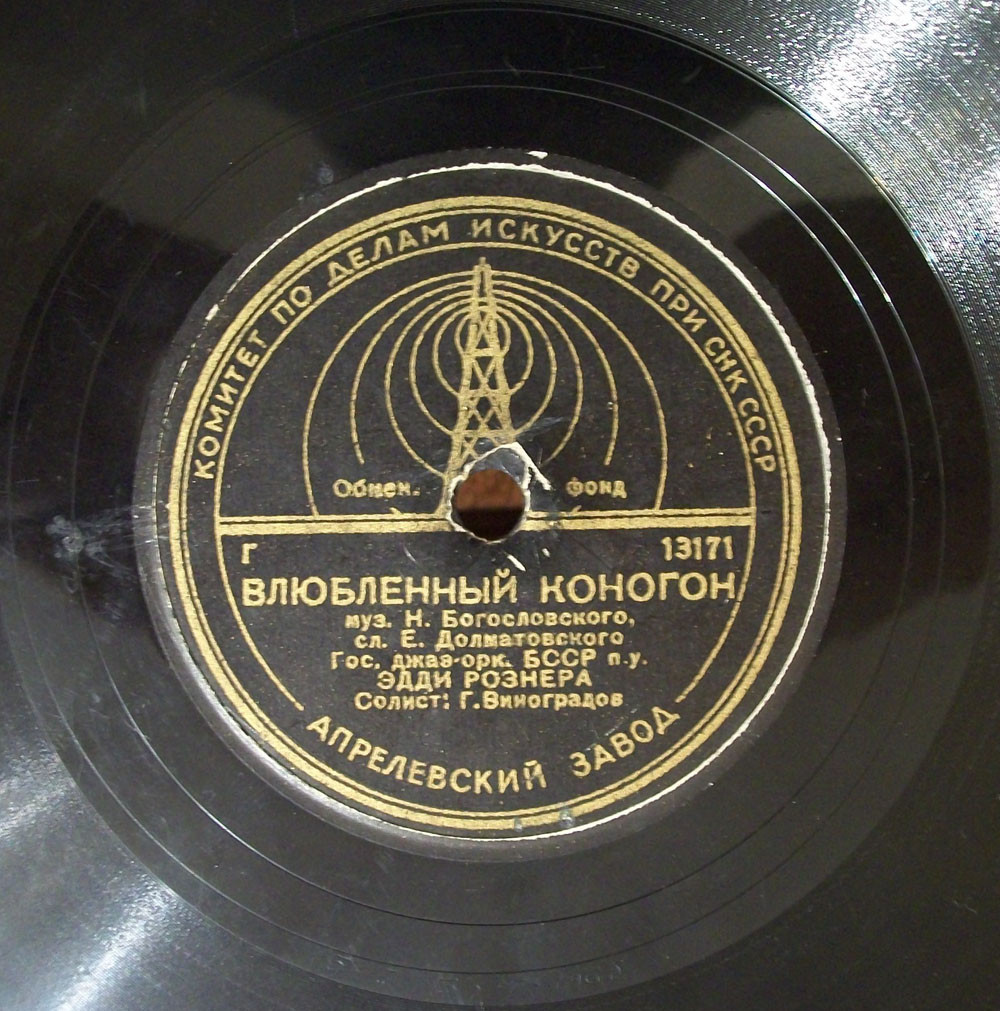 КОМИТЕТ ПО ДЕЛАМ ИСКУССТВ ПРИ СНК СССР
Обмен. фонд
Г 13171
ВЛЮБЛЕННЫЙ КОНОГОН
муз. Н. Богословского,
сл. Е. Долматовского
Гос. джаз-орк. БССР п.у.
ЭДДИ РОЗНЕРА
Солист: Г.Виноградов
АПРЕЛЕВСКИЙ ЗАВОД